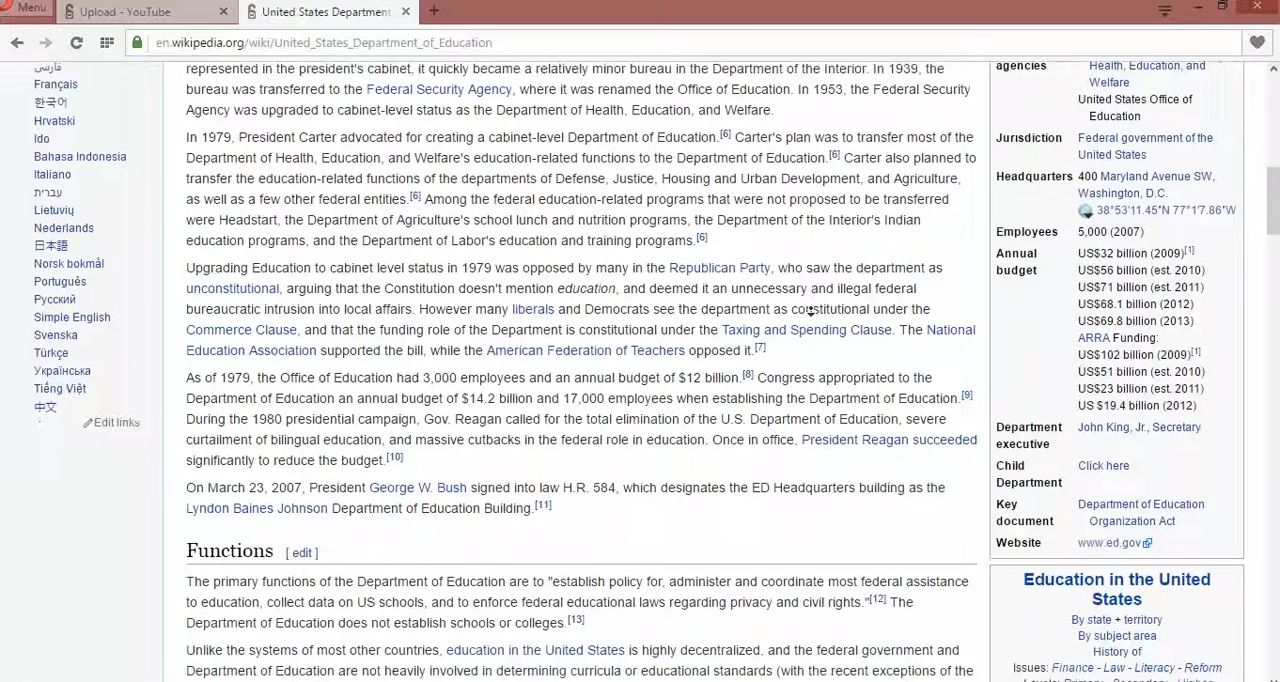 Menu
Upload - YouTube
United States Department
en.wikipedia.org/wiki/United_States_Department_of_Education
فارسی
Français
한국어
Hrvatski
Ido
Bahasa Indonesia
Italiano
עברית
Lietuvių
Nederlands
日本語
Norsk bokmål
Português
Русский
Simple English
Svenska
Türkçe
Українська
Tiếng Việt
中文
Edit links
represented in the president's cabinet, it quickly became a relatively minor bureau in the Department of the Interior. In 1939, the
bureau was transferred to the Federal Security Agency, where it was renamed the Office of Education. In 1953, the Federal Security
Agency was upgraded to cabinet-level status as the Department of Health, Education, and Welfare.
In 1979, President Carter advocated for creating a cabinet-level Department of Education.[6] Carter's plan was to transfer most of the
Department of Health, Education, and Welfare's education-related functions to the Department of Education.[6] Carter also planned to
transfer the education-related functions of the departments of Defense, Justice, Housing and Urban Development, and Agriculture,
as well as a few other federal entities.[6] Among the federal education-related programs that were not proposed to be transferred
were Headstart, the Department of Agriculture's school lunch and nutrition programs, the Department of the Interior's Indian
education programs, and the Department of Labor's education and training programs.[6]
Upgrading Education to cabinet level status in 1979 was opposed by many in the Republican Party, who saw the department as
unconstitutional, arguing that the Constitution doesn't mention education, and deemed it an unnecessary and illegal federal
bureaucratic intrusion into local affairs. However many liberals and Democrats see the department as constitutional under the
Commerce Clause, and that the funding role of the Department is constitutional under the Taxing and Spending Clause. The National
Education Association supported the bill, while the American Federation of Teachers opposed it.[7]
As of 1979, the Office of Education had 3,000 employees and an annual budget of $12 billion.[8] Congress appropriated to the
Department of Education an annual budget of $14.2 billion and 17,000 employees when establishing the Department of Education.[9]
During the 1980 presidential campaign, Gov. Reagan called for the total elimination of the U.S. Department of Education, severe
curtailment of bilingual education, and massive cutbacks in the federal role in education. Once in office, President Reagan succeeded
significantly to reduce the budget.[10]
On March 23, 2007, President George W. Bush signed into law H.R. 584, which designates the ED Headquarters building as the
Lyndon Baines Johnson Department of Education Building.[11]
Functions [ edit ]
The primary functions of the Department of Education are to "establish policy for, administer and coordinate most federal assistance
to education, collect data on US schools, and to enforce federal educational laws regarding privacy and civil rights."[12] The
Department of Education does not establish schools or colleges.[13]
Unlike the systems of most other countries, education in the United States is highly decentralized, and the federal government and
Department of Education are not heavily involved in determining curricula or educational standards (with the recent exceptions of the
agencies Health, Education, and
Welfare
United States Office of
Education
Jurisdiction Federal government of the
United States
Headquarters 400 Maryland Avenue SW,
Washington, D.C.
38°53′11.45″N 77°1′7.86″W
Employees 5,000 (2007)
Annual US$32 billion (2009)[1]
budget US$56 billion (est. 2010)
US$71 billion (est. 2011)
US$68.1 billion (2012)
US$69.8 billion (2013)
ARRA Funding:
US$102 billion (2009)[1]
US$51 billion (est. 2010)
US$23 billion (est. 2011)
US $19.4 billion (2012)
Department John King, Jr., Secretary
executive
Child Click here
Department
Key Department of Education
document Organization Act
Website www.ed.gov
Education in the United
States
By state + territory
By subject area
History of
Issues: Finance - Law - Literacy - Reform